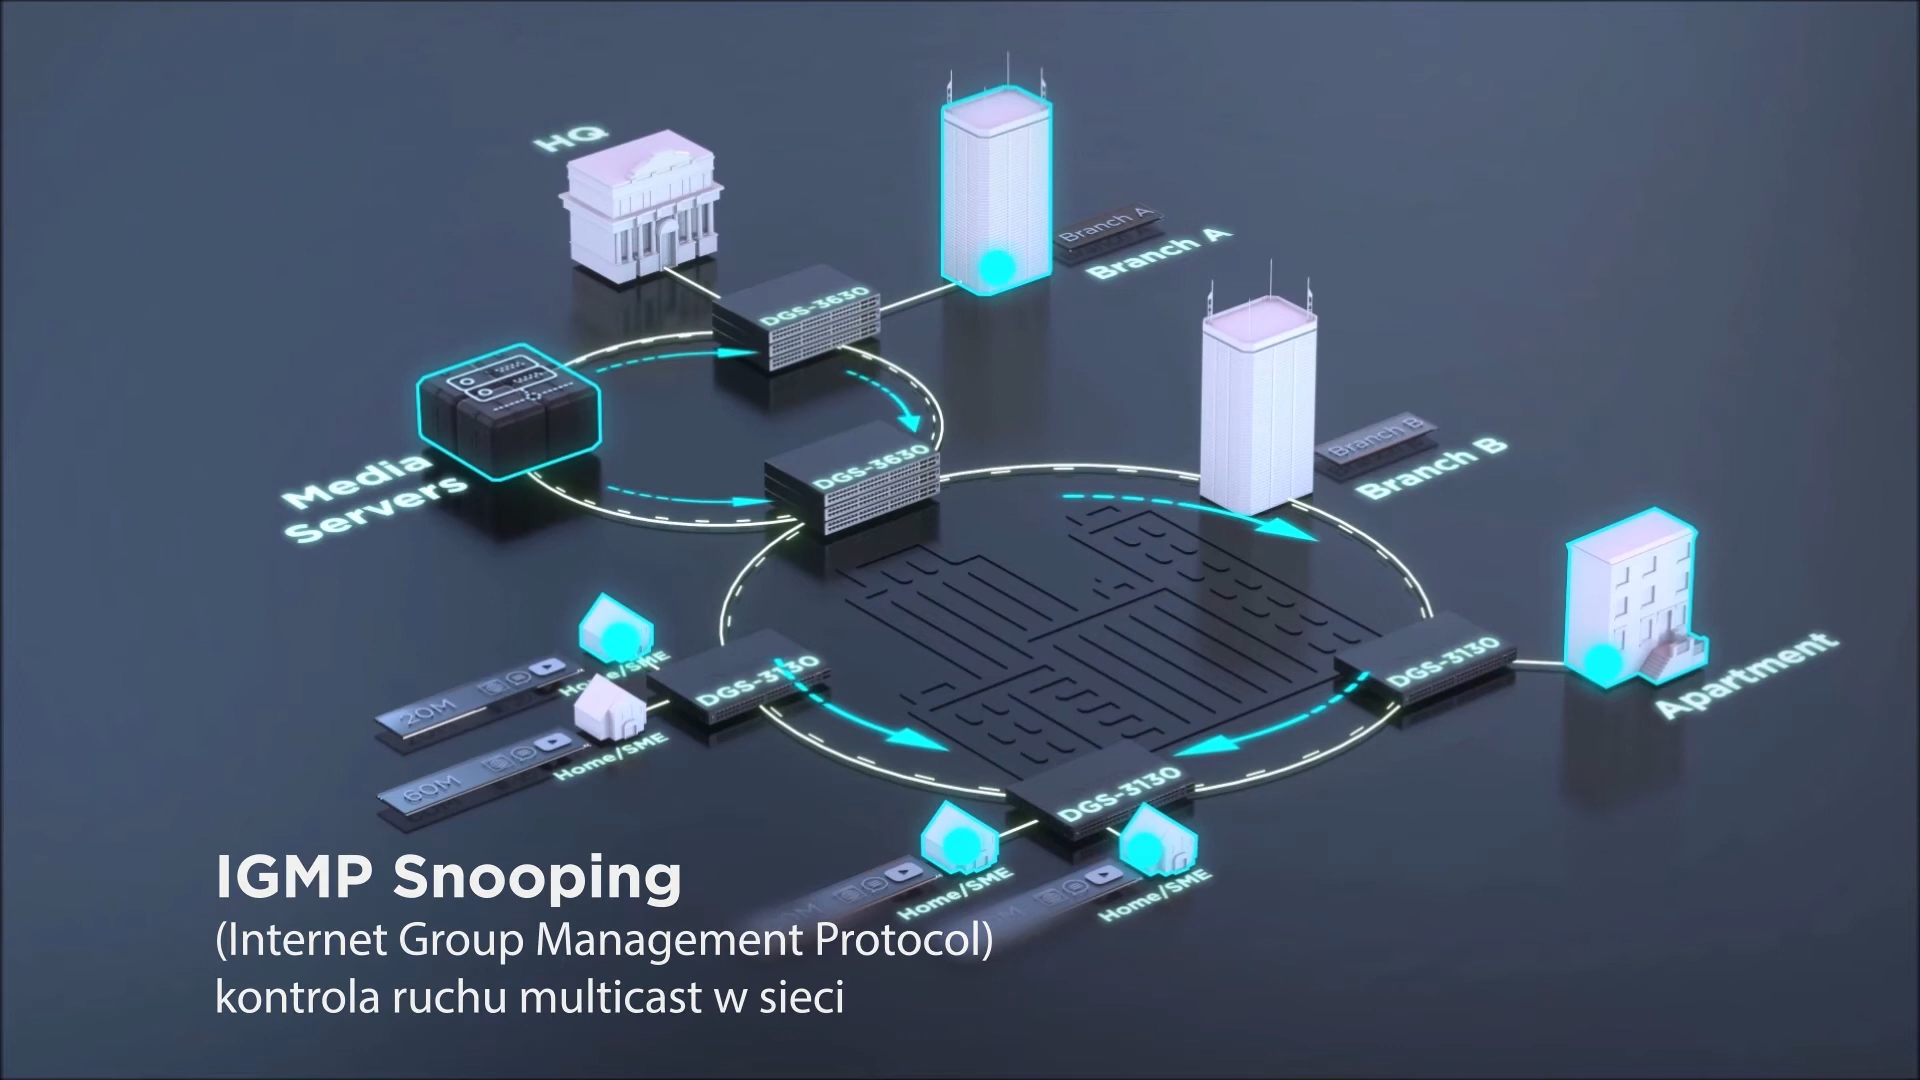 HQ
Branch A
Branch A
DGS-3630
Media
Servers
DGS-3630
Branch B
Branch B
Home/SME
20M
DGS-3130
DGS-3130
Apartment
Home/SME
60M
DGS-3130
Home/SME
Home/SME
IGMP Snooping
(Internet Group Management Protocol)
kontrola ruchu multicast w sieci